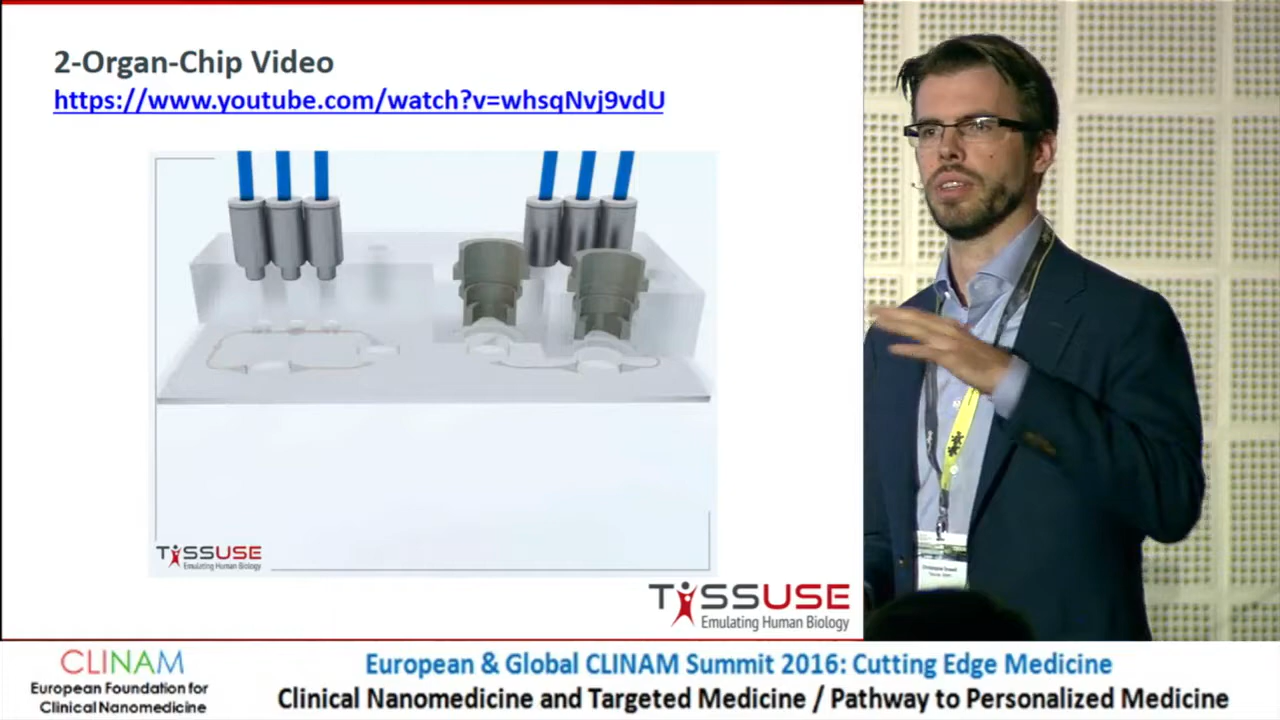 2-Organ-Chip Video
https://www.youtube.com/watch?v=whsqNvj9vdU
TISSUSE
Emulating Human Biology
TISSUSE
Emulating Human Biology
CLINAM
European Foundation for
Clinical Nanomedicine
European & Global CLINAM Summit 2016: Cutting Edge Medicine
Clinical Nanomedicine and Targeted Medicine / Pathway to Personalized Medicine